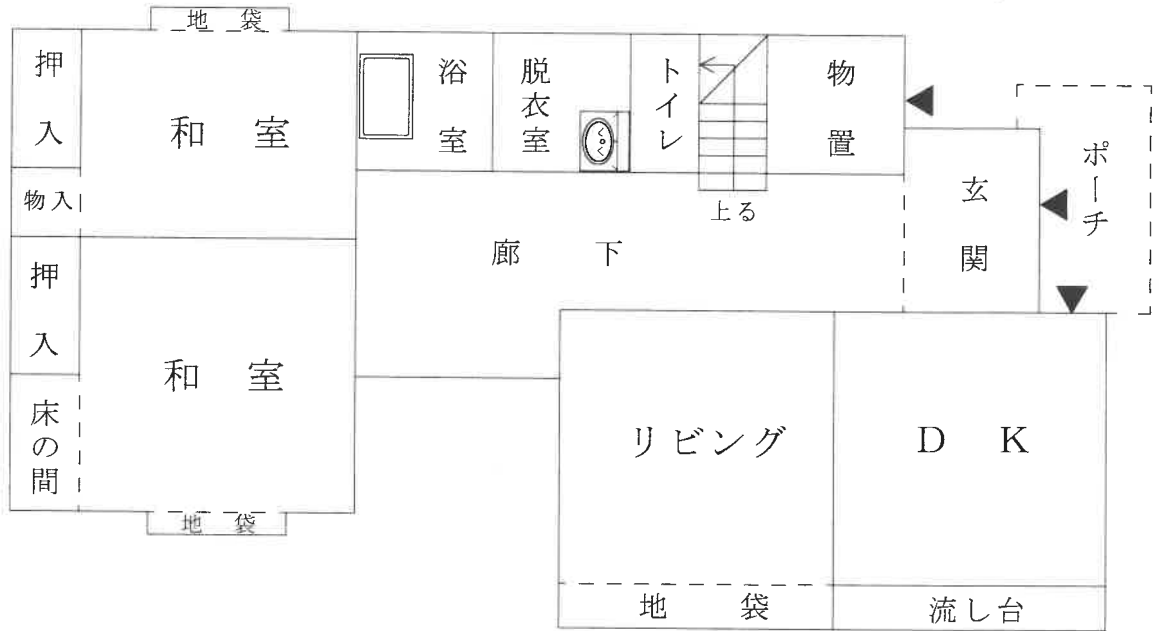 地 袋
押入
和 室
浴室
脱衣室
トイレ
物置
ポーチ
物入
玄関
上る
廊 下
押入
和 室
床の間
リビング
D K
地 袋
地 袋
流し台